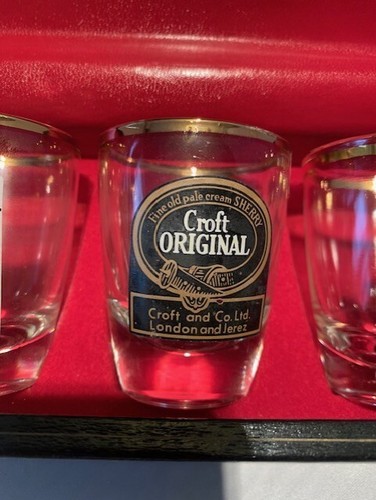 Fine old pale cream SHERRY
Croft
ORIGINAL
Croft and Co. Ltd.
London and Jerez